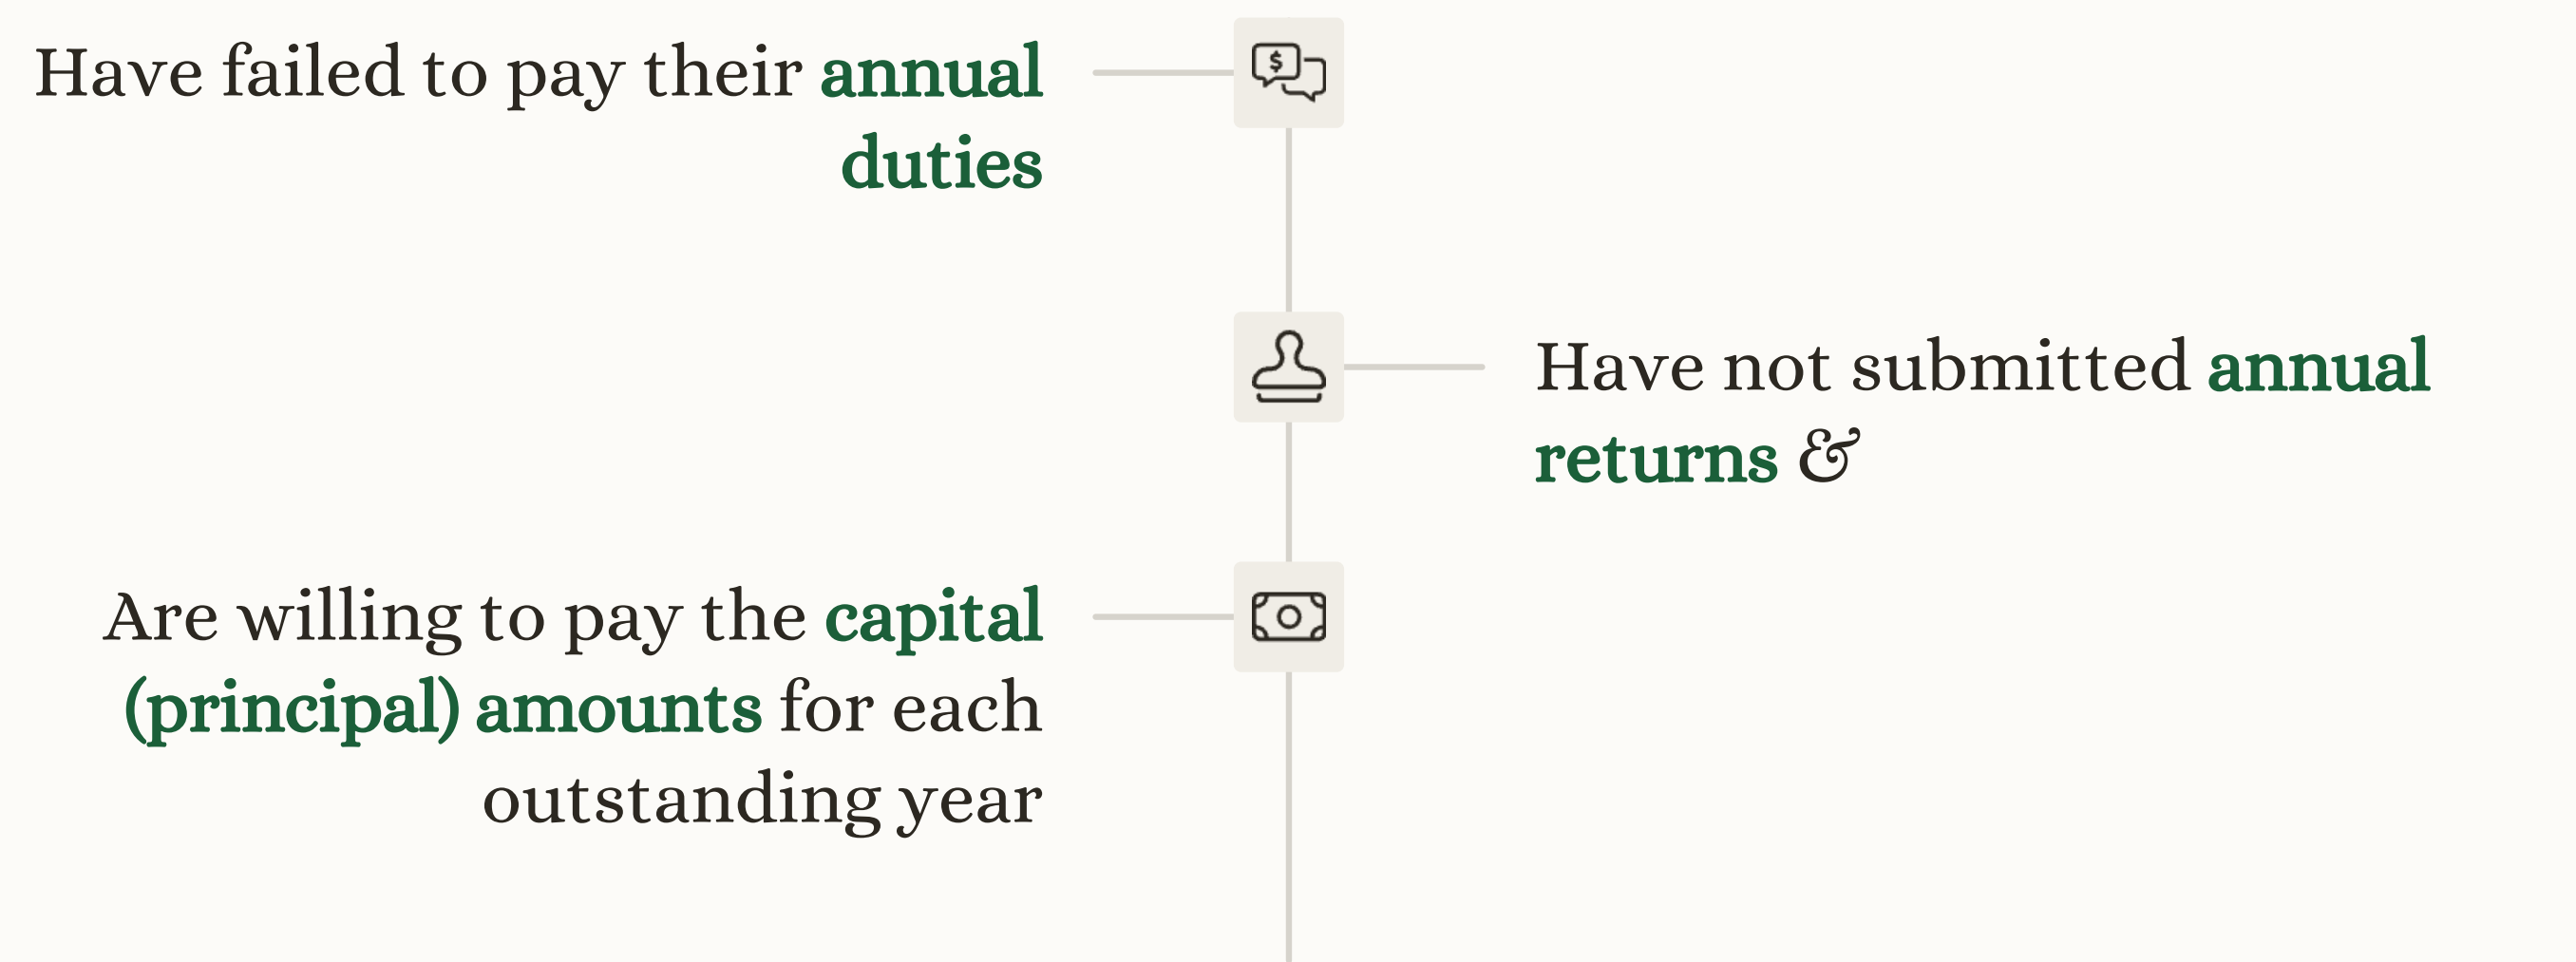 Have failed to pay their annual
duties
$
Have not submitted annual
returns &
Are willing to pay the capital
(principal) amounts for each
outstanding year